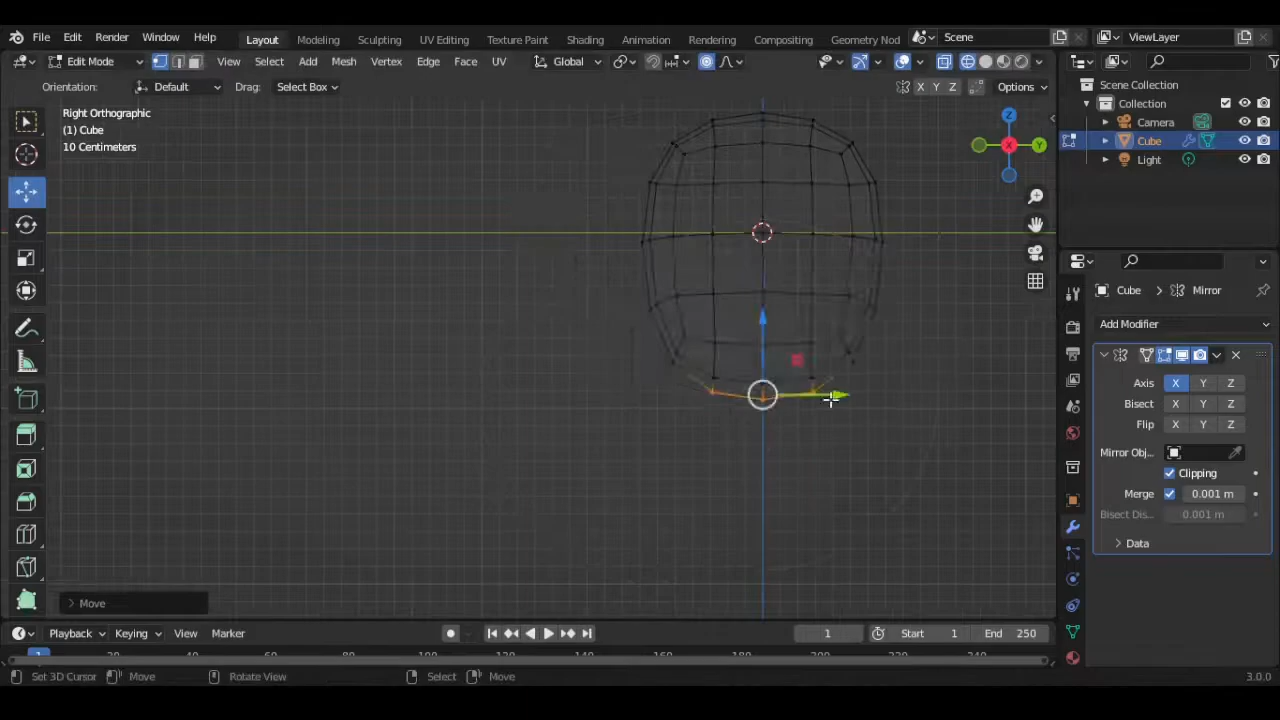 File Edit Render Window Help Layout Modeling Sculpting UV Editing Texture Paint Shading Animation Rendering Compositing Geometry Nod Scene ViewLayer
Edit Mode View Select Add Mesh Vertex Edge Face UV Global
Orientation: Default Drag: Select Box X Y Z Options
Right Orthographic
(1) Cube
10 Centimeters
Z
X
Y
Scene Collection
Collection
Camera
Cube
Light
Cube > Mirror
Add Modifier
Axis X Y Z
Bisect X Y Z
Flip X Y Z
Mirror Obj...
Clipping
Merge 0.001 m
Bisect Dis... 0.001 m
Data
Move
Playback Keying View Marker 1 Start 1 End 250
1
Set 3D Cursor Move Rotate View Select Move 3.0.0